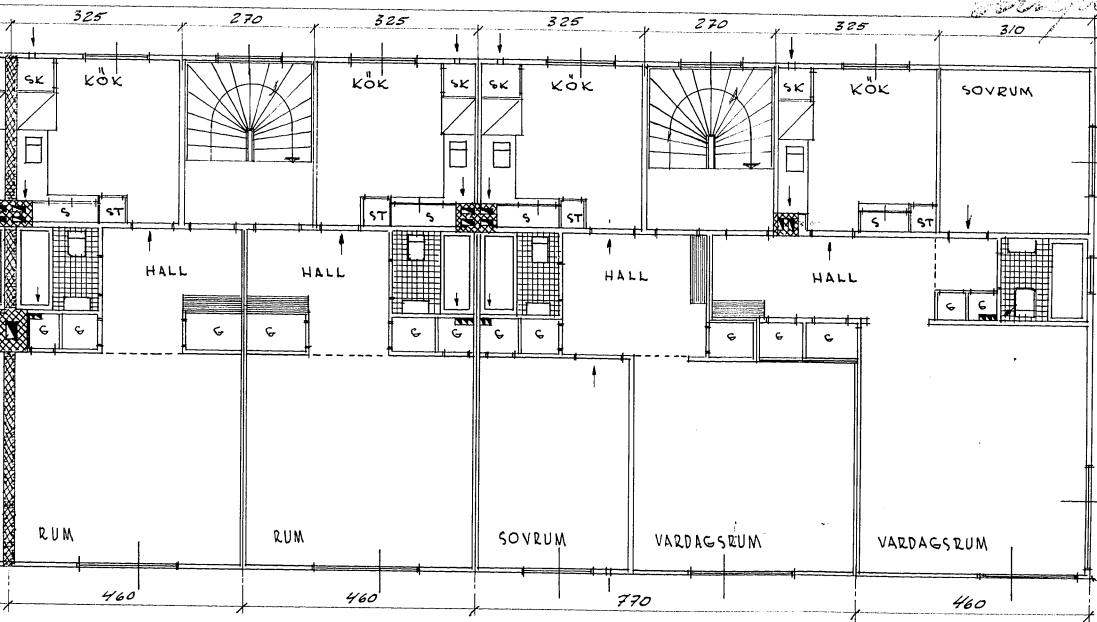 325 270 325 325 270 325 310
SK KÖK KÖK SK SK KÖK SK KÖK SOVRUM
S ST ST S S ST S ST
HALL HALL HALL HALL
G G G G G G G G G G G G G
RUM RUM SOVRUM VARDAGSRUM VARDAGSRUM
460 460 770 460